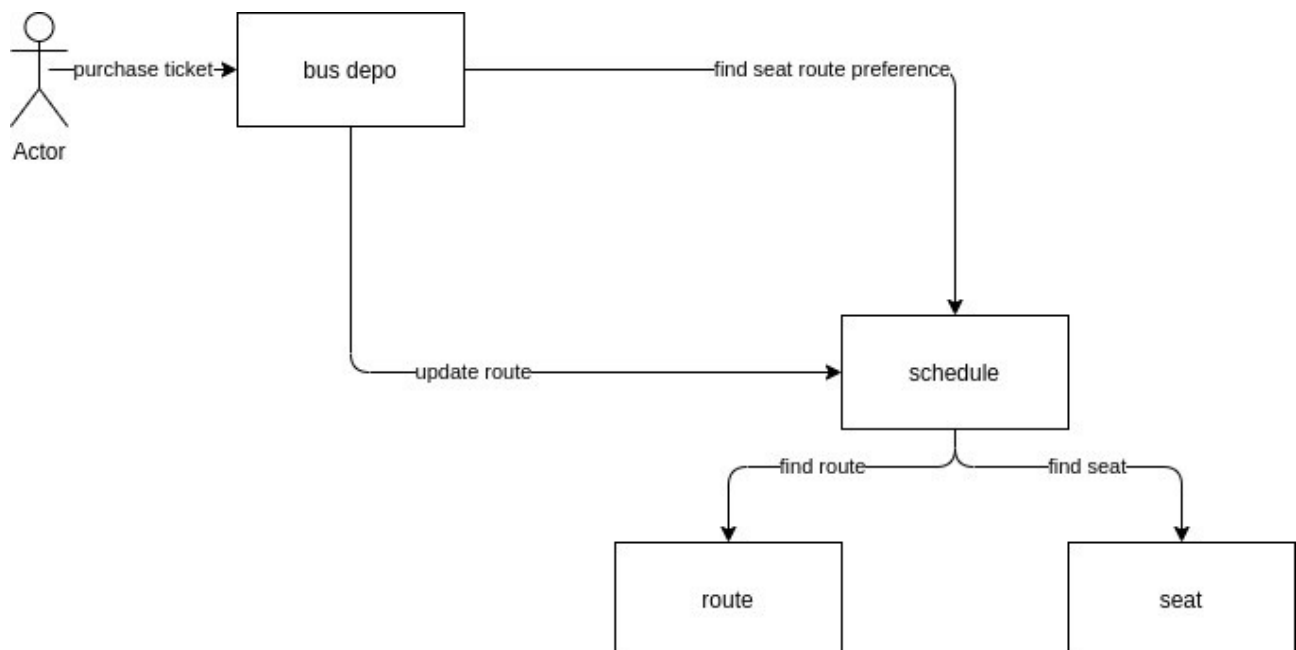 purchase ticket
bus depo
find seat route preference
Actor
update route
schedule
find route
find seat
route
seat